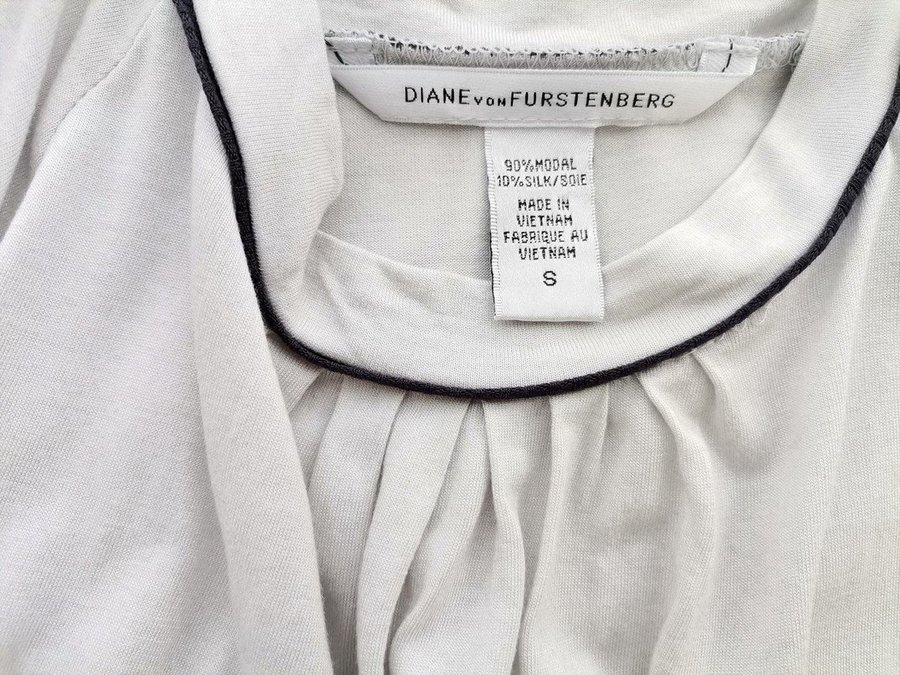 DIANE VON FURSTENBERG
90% MODAL
10% SILK/SOIE
MADE IN
VIETNAM
FABRIQUE AU
VIETNAM
S